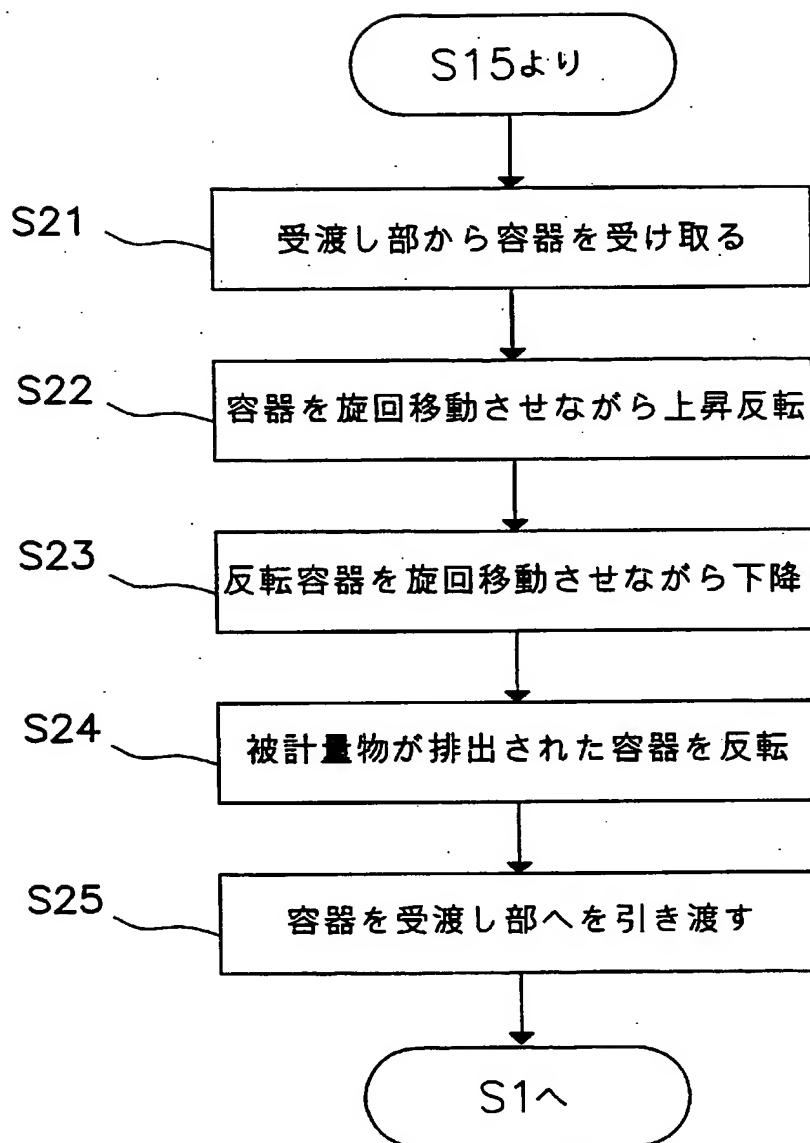 S15より
S21
受渡し部から容器を受け取る
S22
容器を旋回移動させながら上昇反転
S23
反転容器を旋回移動させながら下降
S24
被計量物が排出された容器を反転
S25
容器を受渡し部へを引き渡す
S1へ